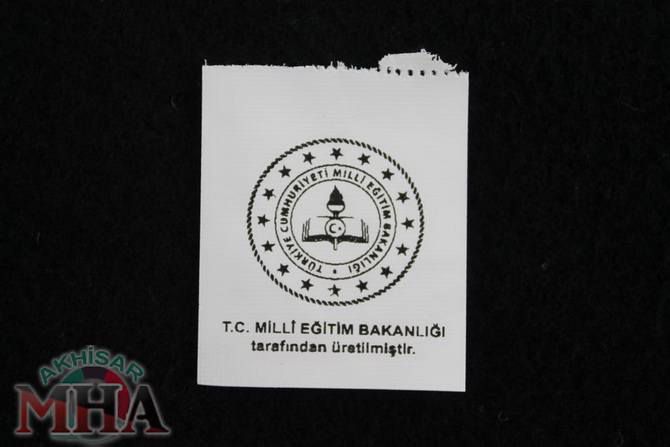 TÜRKİYE CUMHURİYETİ MİLLİ EĞİTİM BAKANLIĞI
T.C. MİLLÎ EĞİTİM BAKANLIĞI
tarafından üretilmiştir.
AKHİSAR
MHA